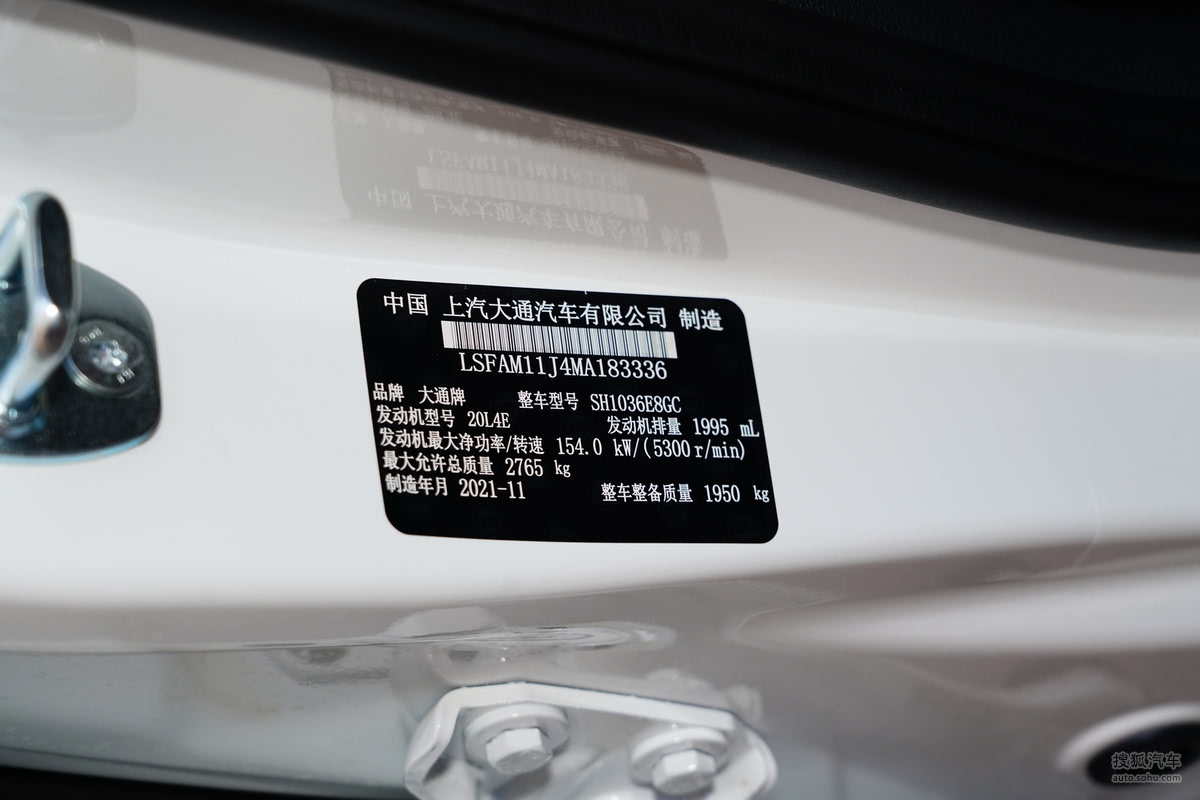 中国 上汽大通汽车有限公司 制造
LSFAM11J4MA183336
品牌 大通牌 整车型号 SH1036E8GC
发动机型号 20L4E 发动机排量 1995 mL
发动机最大净功率/转速 154.0 kW/(5300r/min)
最大允许总质量 2765 kg
制造年月 2021-11 整车整备质量 1950 kg
搜狐汽车
auto.sohu.com